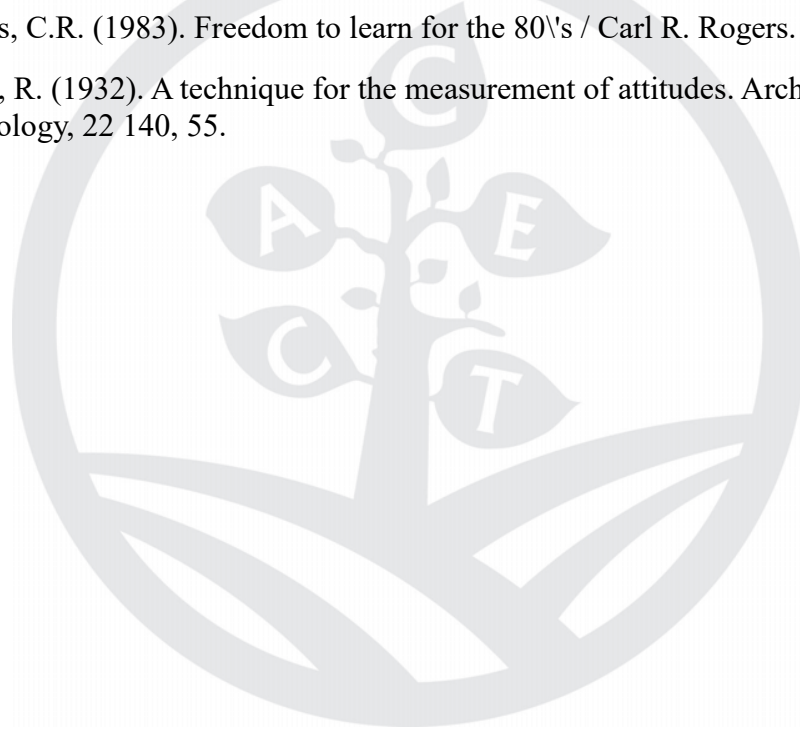 s, C.R. (1983). Freedom to learn for the 80\'s / Carl R. Rogers.
, R. (1932). A technique for the measurement of attitudes. Arch
ology, 22 140, 55.
C
A
E
C
T